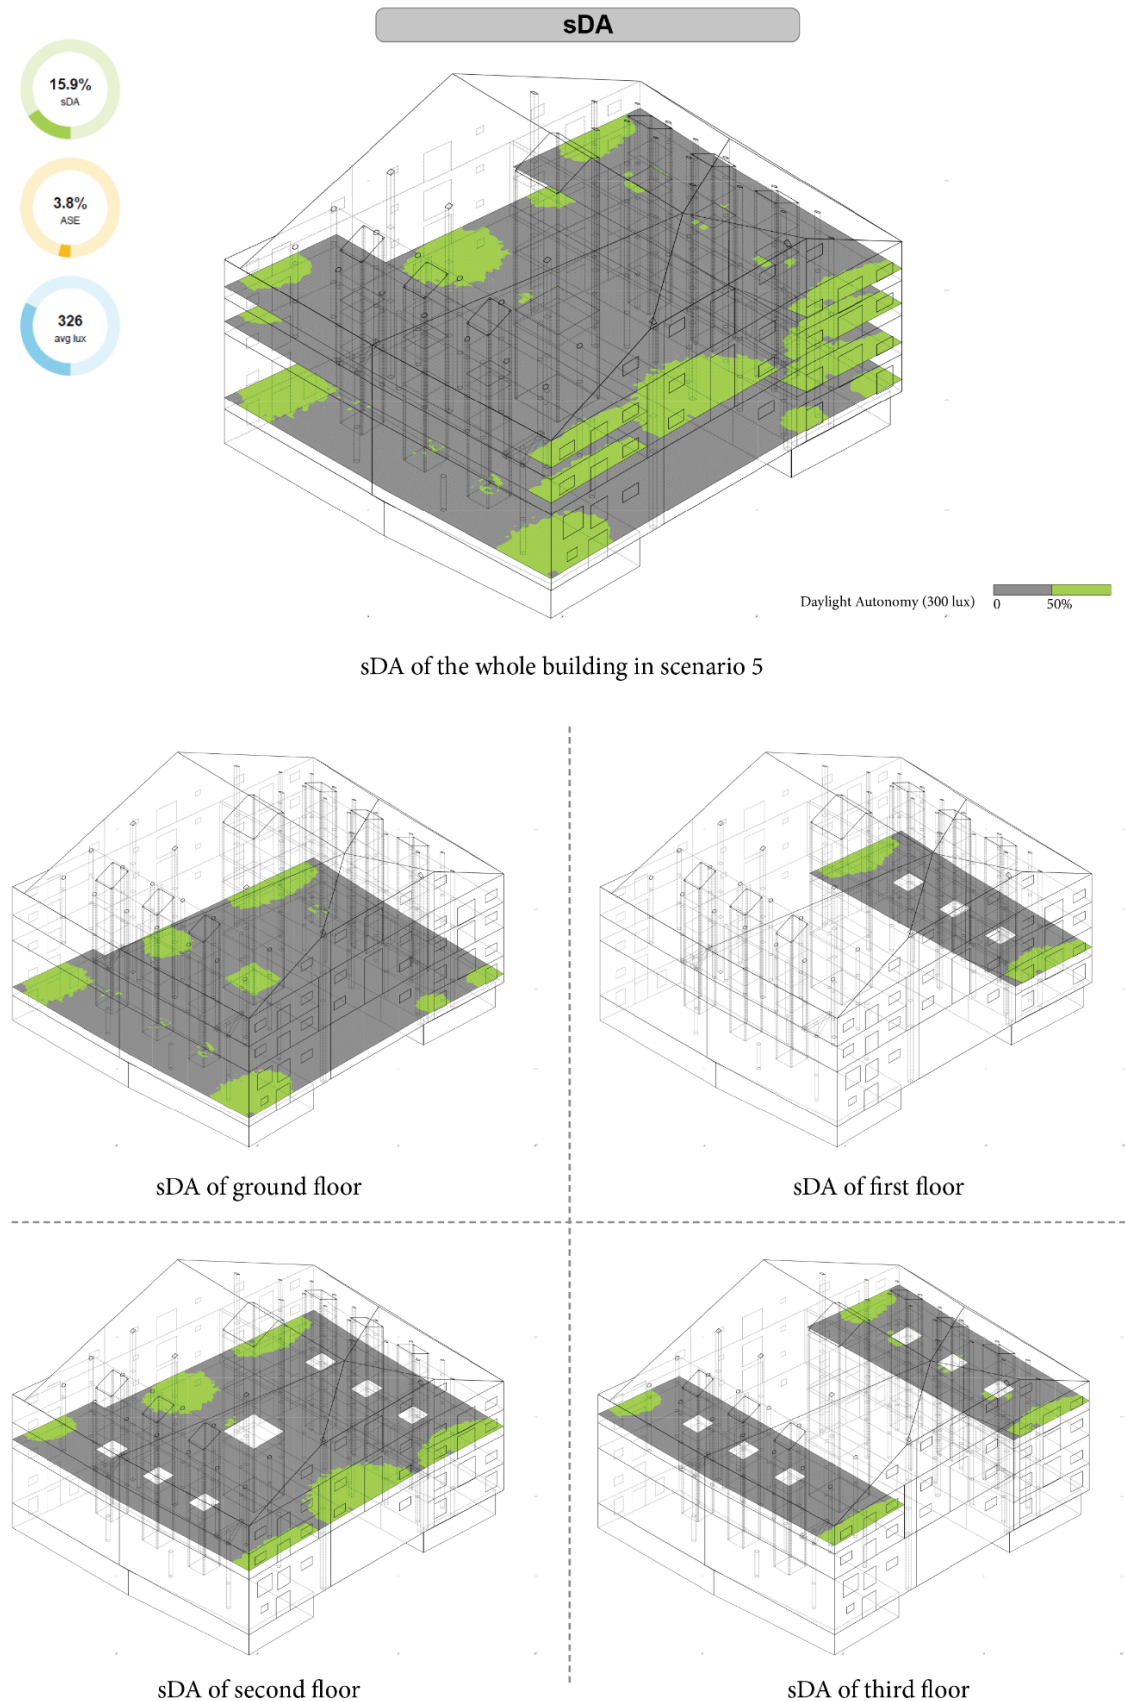 sDA
15.9%
sDA
3.8%
ASE
326
avg lux
Daylight Autonomy (300 lux)
0 50%
sDA of the whole building in scenario 5
sDA of ground floor
sDA of first floor
sDA of second floor
sDA of third floor